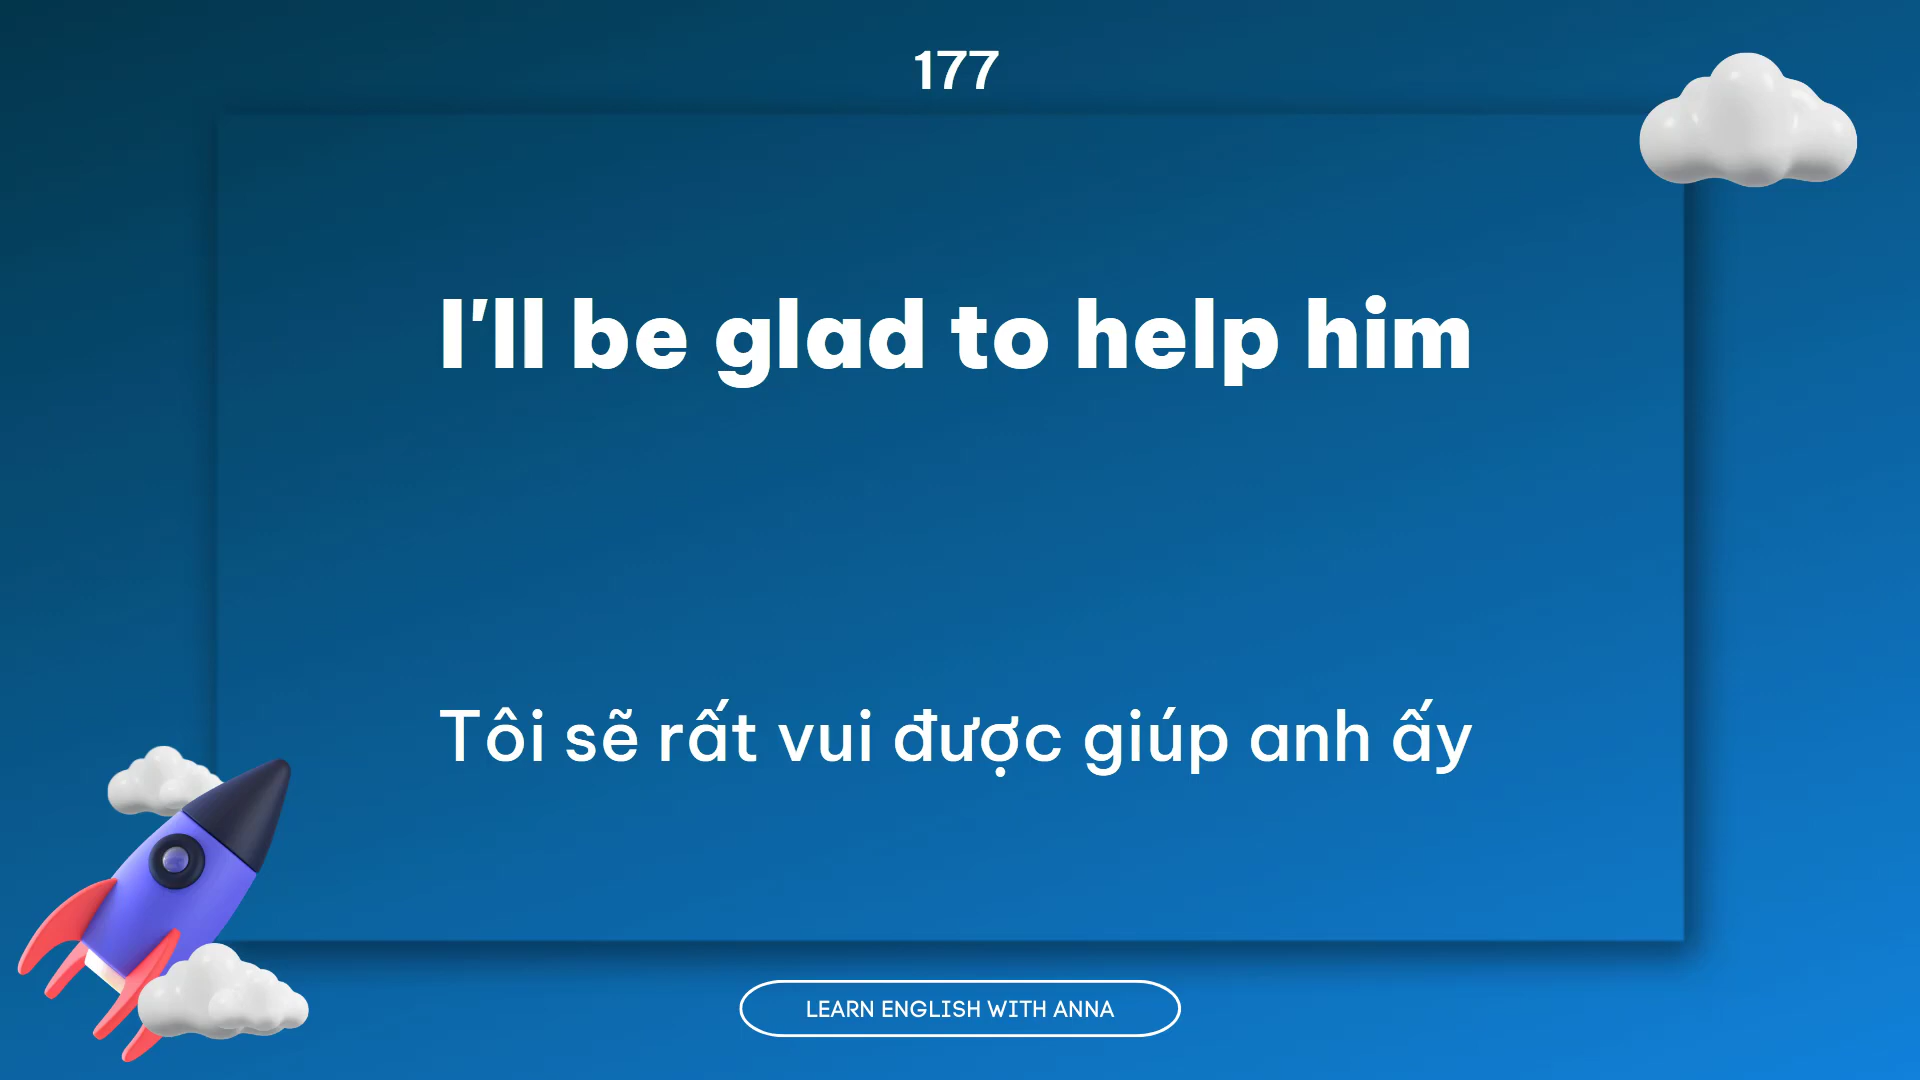 177
I'll be glad to help him
Tôi sẽ rất vui được giúp anh ấy
LEARN ENGLISH WITH ANNA